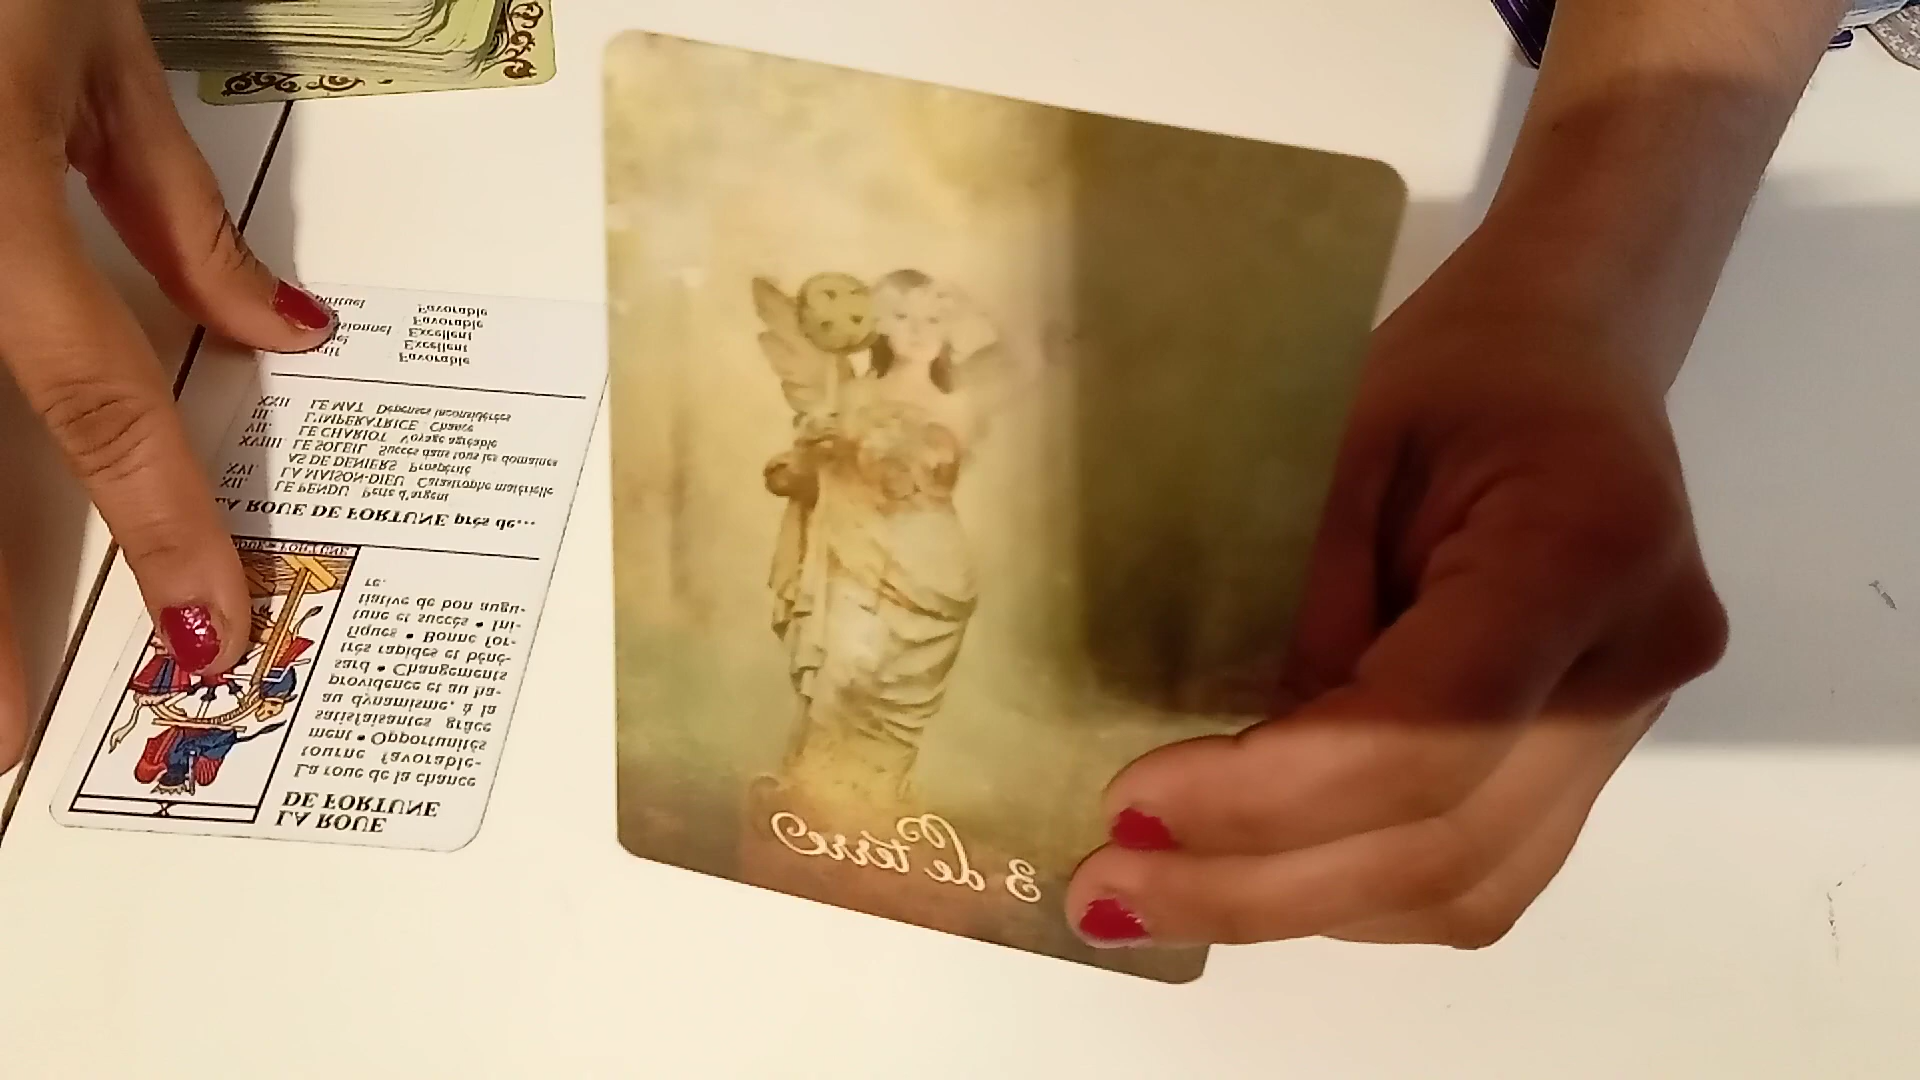 LA ROUE
DE FORTUNE
La roue de la chance
tourne favorable-
ment • Opportunités
satisfaisantes grâce
au dynamisme, à la
providence et au ha-
sard • Changements
très rapides et béné-
fiques • Bonne for-
tune et succès • Ini-
tiative de bon augu-
re.
X
FORTUNE
LA ROUE DE FORTUNE près de...
XII. LE PENDU Perte d'argent
XVI. LA MAISON-DIEU Catastrophe matérielle
AS DE DENIERS Prospérité
XVIIII. LE SOLEIL Succès dans tous les domaines
VII. LE CHARIOT Voyage agréable
III. L'IMPÉRATRICE Chance
XXII LE MAT Dépenses inconsidérées
Favorable
Excellent
Excellent
Favorable
Favorable
3 de terre